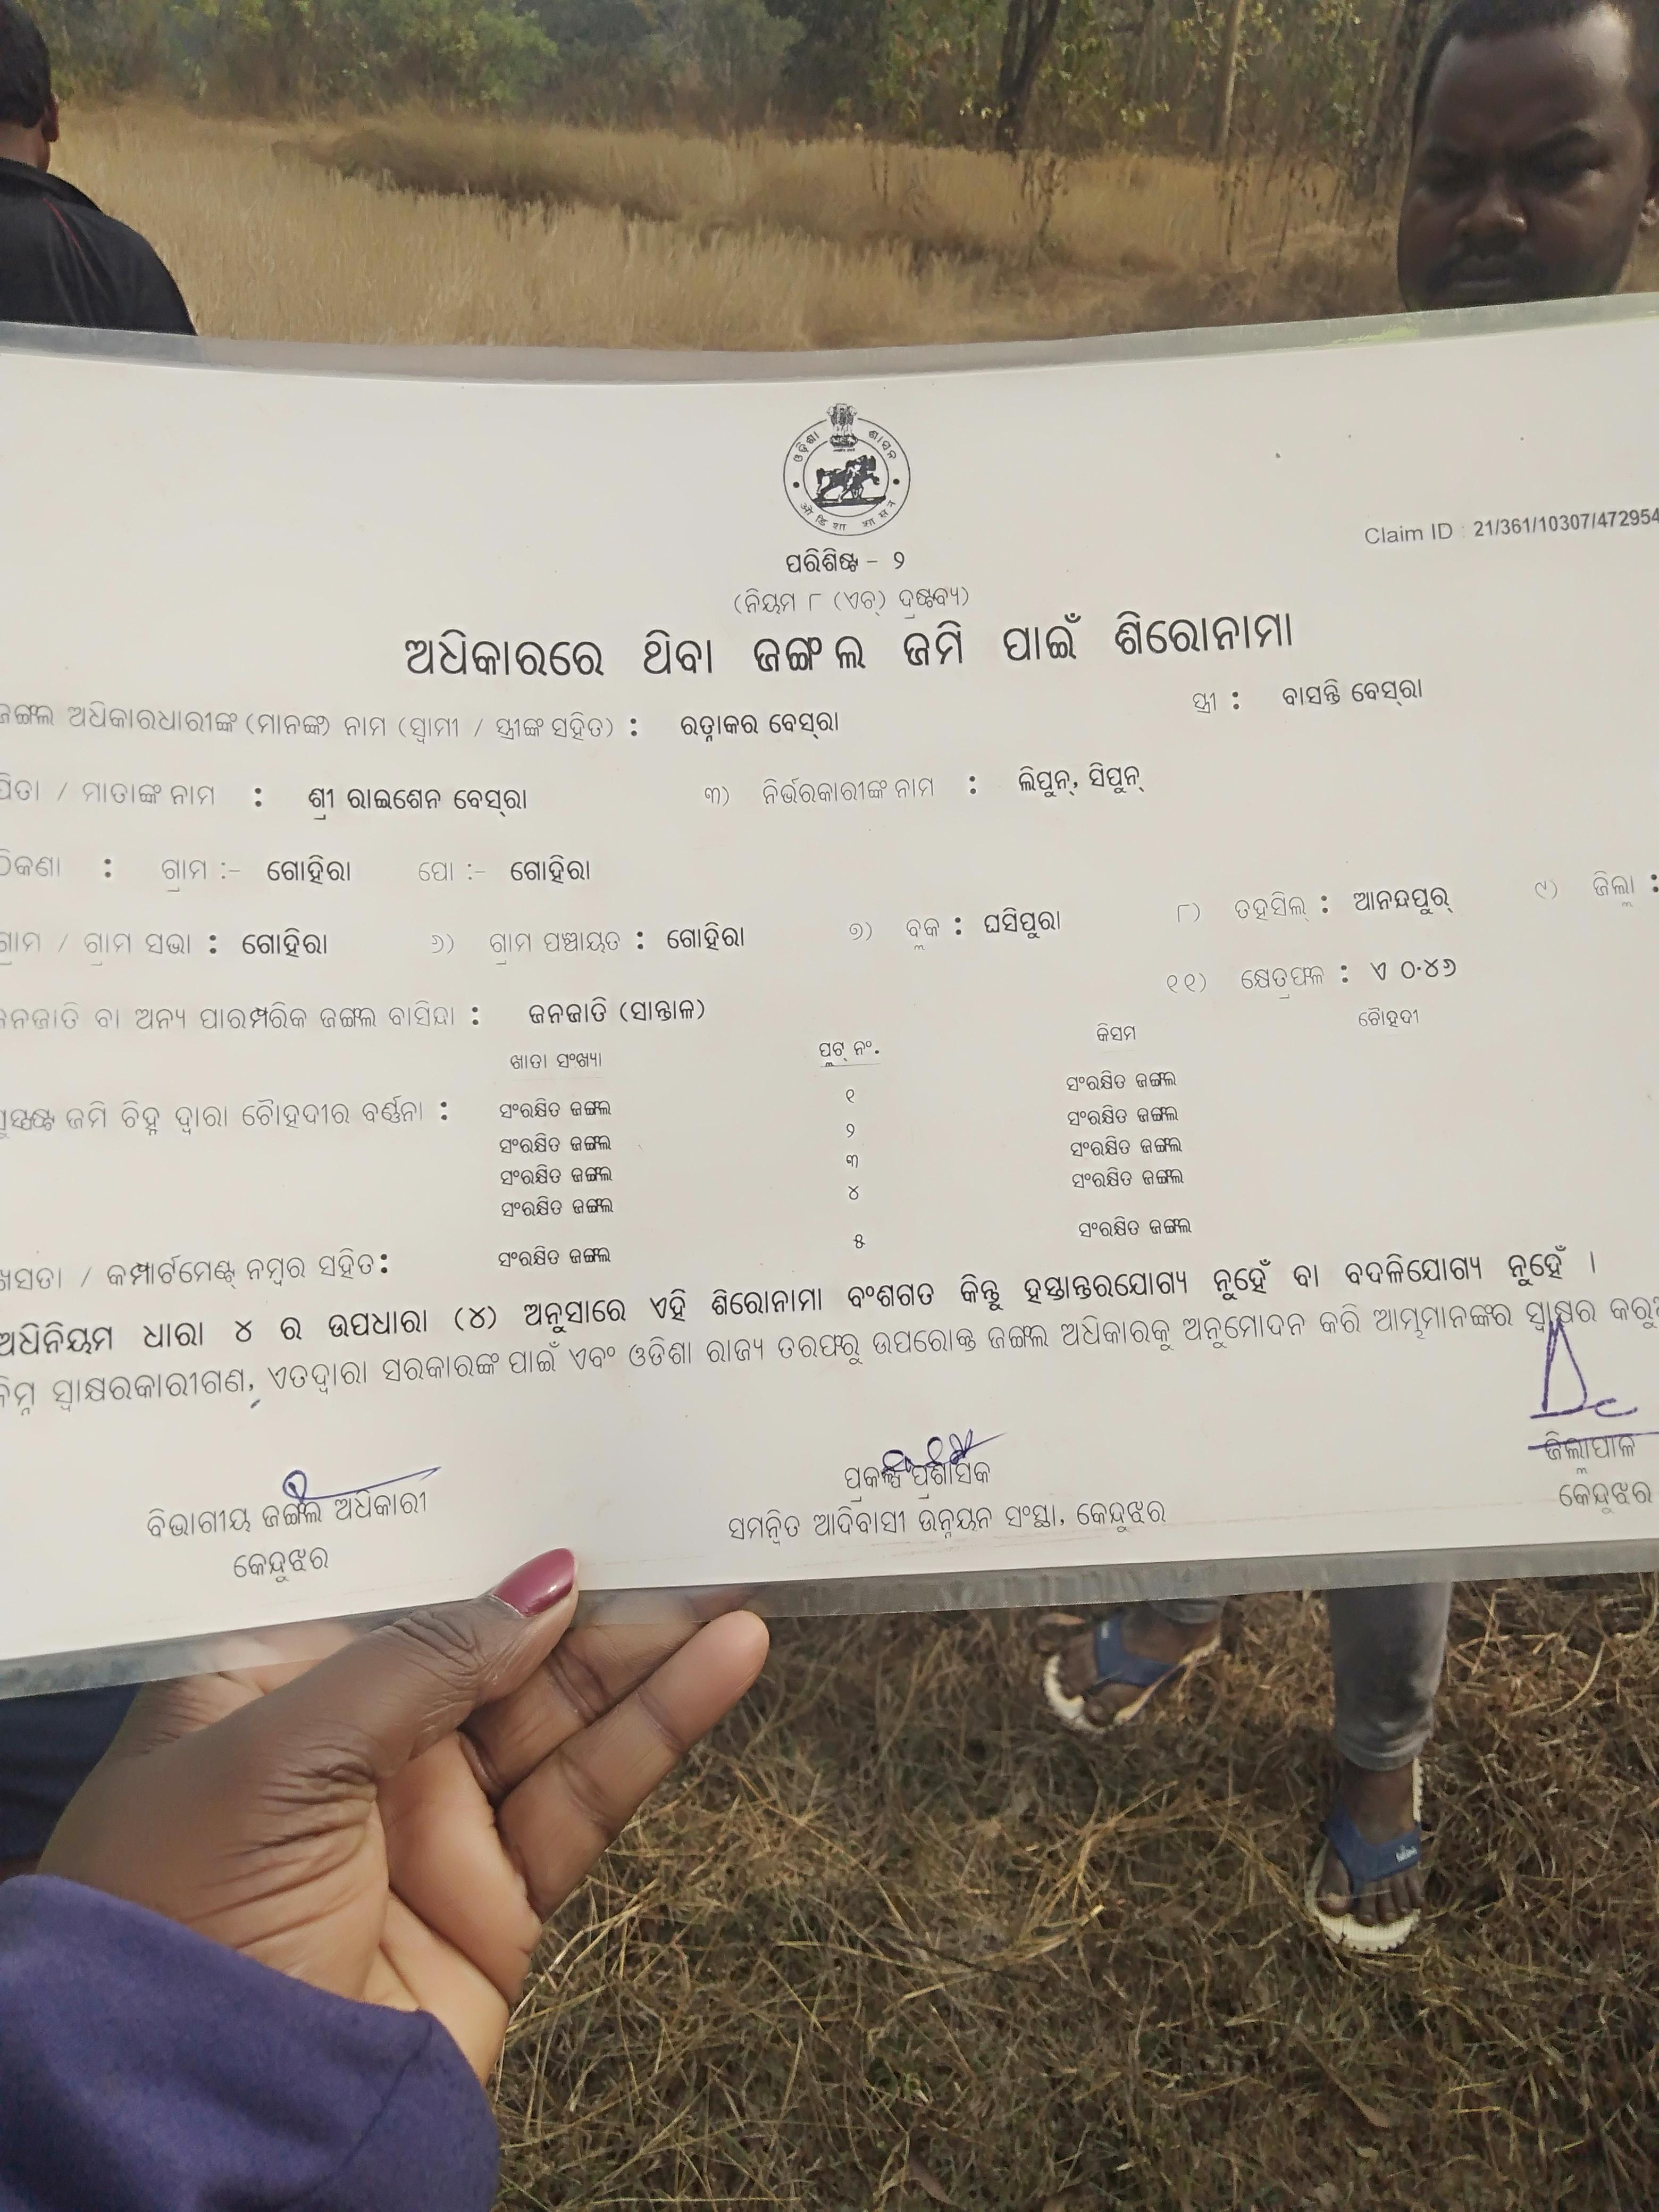 ଓଡ଼ିଶା ଶାସନ
ओडिशा शासन
Claim ID : 21/361/10307/472954
ପରିଶିଷ୍ଟ - ୨
(ନିୟମ ୮ (ଏଚ୍) ଦ୍ରଷ୍ଟବ୍ୟ)
ଅଧିକାରରେ ଥିବା ଜଙ୍ଗଲ ଜମି ପାଇଁ ଶିରୋନାମା
ଜଙ୍ଗଲ ଅଧିକାରଧାରୀଙ୍କ (ମାନଙ୍କ) ନାମ (ସ୍ୱାମୀ / ସ୍ତ୍ରୀଙ୍କ ସହିତ) : ରତ୍ନାକର ବେସ୍‌ରା ସ୍ତ୍ରୀ : ବାସନ୍ତି ବେସ୍‌ରା
ପିତା / ମାତାଙ୍କ ନାମ : ଶ୍ରୀ ରାଇଶେନ ବେସ୍‌ରା ୩) ନିର୍ଭରକାରୀଙ୍କ ନାମ : ଲିପୁନ୍, ସିପୁନ୍
ଠିକଣା : ଗ୍ରାମ :- ଗୋହିରା ପୋ :- ଗୋହିରା
ଗ୍ରାମ / ଗ୍ରାମ ସଭା : ଗୋହିରା ୬) ଗ୍ରାମ ପଞ୍ଚାୟତ : ଗୋହିରା ୭) ବ୍ଲକ : ଘସିପୁରା ୮) ତହସିଲ୍ : ଆନନ୍ଦପୁର୍ ୯) ଜିଲ୍ଲା :
ଜନଜାତି ବା ଅନ୍ୟ ପାରମ୍ପରିକ ଜଙ୍ଗଲ ବାସିନ୍ଦା : ଜନଜାତି (ସାନ୍ତାଳ) ୧୧) କ୍ଷେତ୍ରଫଳ : ଏ ୦.୪୬
ଖାତା ସଂଖ୍ୟା ପ୍ଲଟ୍ ନଂ. କିସମ ଚୌହଦୀ
ସୁସ୍ପଷ୍ଟ ଜମି ଚିହ୍ନ ଦ୍ୱାରା ଚୌହଦୀର ବର୍ଣ୍ଣନା : ସଂରକ୍ଷିତ ଜଙ୍ଗଲ ୧ ସଂରକ୍ଷିତ ଜଙ୍ଗଲ
ସଂରକ୍ଷିତ ଜଙ୍ଗଲ ୨ ସଂରକ୍ଷିତ ଜଙ୍ଗଲ
ସଂରକ୍ଷିତ ଜଙ୍ଗଲ ୩ ସଂରକ୍ଷିତ ଜଙ୍ଗଲ
ସଂରକ୍ଷିତ ଜଙ୍ଗଲ ୪ ସଂରକ୍ଷିତ ଜଙ୍ଗଲ
ଖସଡା / କମ୍ପାର୍ଟମେଣ୍ଟ୍ ନମ୍ବର ସହିତ: ସଂରକ୍ଷିତ ଜଙ୍ଗଲ ୫ ସଂରକ୍ଷିତ ଜଙ୍ଗଲ
ଅଧିନିୟମ ଧାରା ୪ ର ଉପଧାରା (୪) ଅନୁସାରେ ଏହି ଶିରୋନାମା ବଂଶଗତ କିନ୍ତୁ ହସ୍ତାନ୍ତରଯୋଗ୍ୟ ନୁହେଁ ବା ବଦଳିଯୋଗ୍ୟ ନୁହେଁ ।
ନିମ୍ନ ସ୍ୱାକ୍ଷରକାରୀଗଣ, ଏତଦ୍ୱାରା ସରକାରଙ୍କ ପାଇଁ ଏବଂ ଓଡିଶା ରାଜ୍ୟ ତରଫରୁ ଉପରୋକ୍ତ ଜଙ୍ଗଲ ଅଧିକାରକୁ ଅନୁମୋଦନ କରି ଆମ୍ଭମାନଙ୍କର ସ୍ୱାକ୍ଷର
ବିଭାଗୀୟ ଜଙ୍ଗଲ ଅଧିକାରୀ
କେନ୍ଦୁଝର
ପ୍ରକଳ୍ପ ପ୍ରଶାସକ
ସମନ୍ୱିତ ଆଦିବାସୀ ଉନ୍ନୟନ ସଂସ୍ଥା, କେନ୍ଦୁଝର
ଜିଲ୍ଲାପାଳ
କେନ୍ଦୁଝର